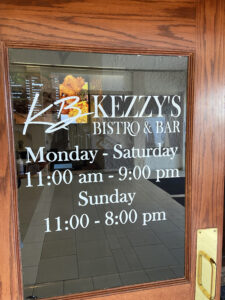 KB KEZZY'S
BISTRO & BAR
Monday - Saturday
11:00 am - 9:00 pm
Sunday
11:00 - 8:00 pm